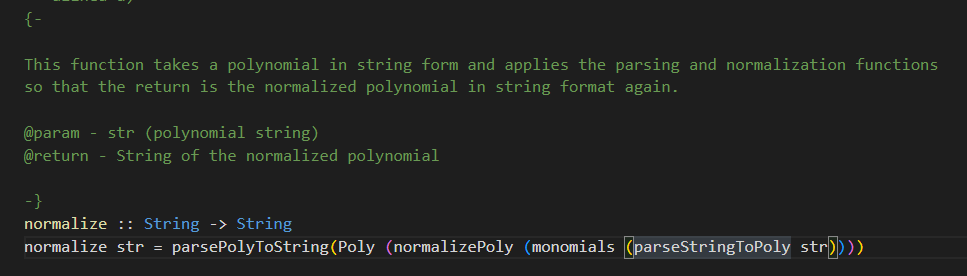 {-
This function takes a polynomial in string form and applies the parsing and normalization functions
so that the return is the normalized polynomial in string format again.
@param - str (polynomial string)
@return - String of the normalized polynomial
-}
normalize :: String -> String
normalize str = parsePolyToString(Poly (normalizePoly (monomials (parseStringToPoly str))))